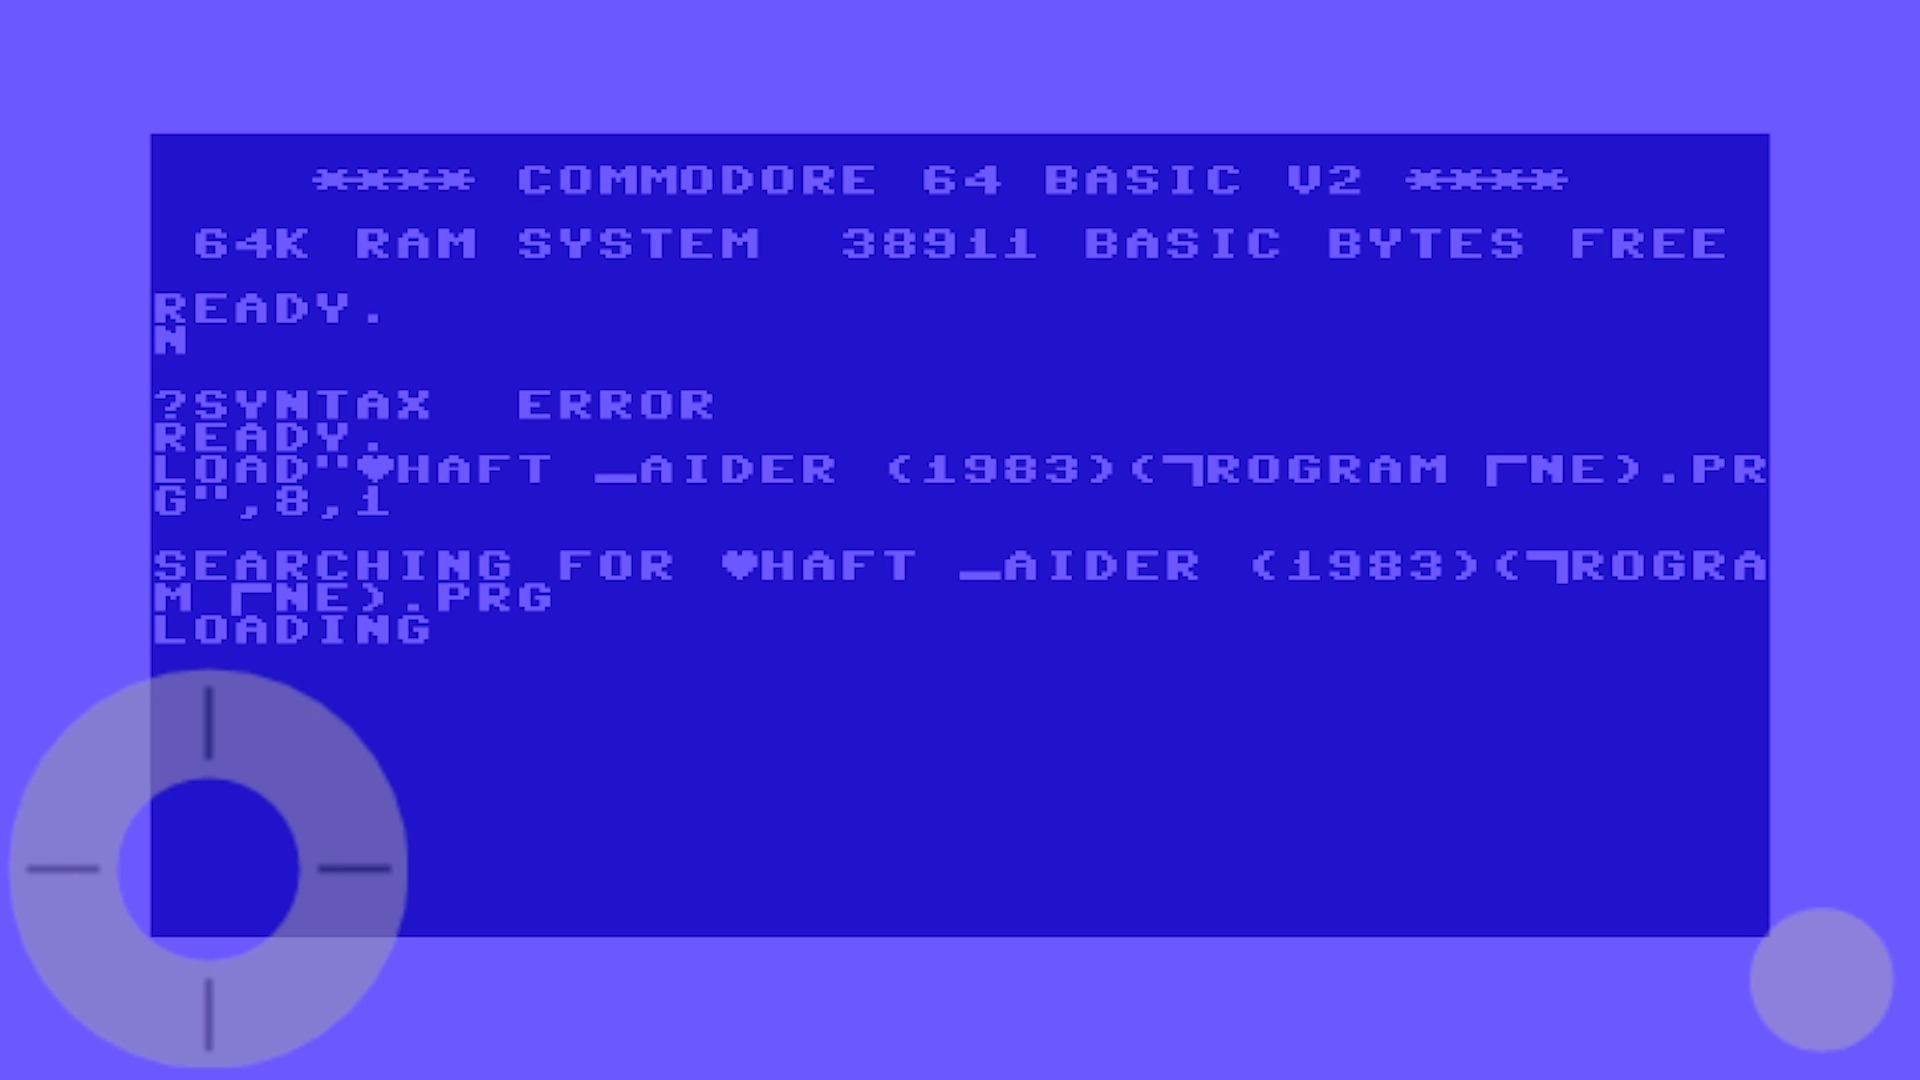 **** COMMODORE 64 BASIC V2 ****
64K RAM SYSTEM  38911 BASIC BYTES FREE
READY.
N
?SYNTAX  ERROR
READY.
LOAD"♥HAFT ▁AIDER (1983)(┐ROGRAM ┌NE).PR
G",8,1
SEARCHING FOR ♥HAFT ▁AIDER (1983)(┐ROGRA
M ┌NE).PRG
LOADING